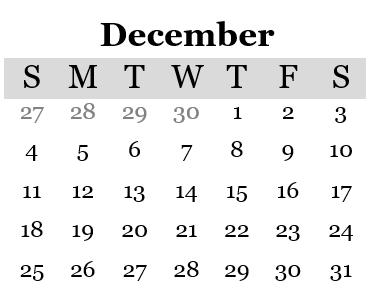 December
S M T W T F S
27 28 29 30 1 2 3
4 5 6 7 8 9 10
11 12 13 14 15 16 17
18 19 20 21 22 23 24
25 26 27 28 29 30 31